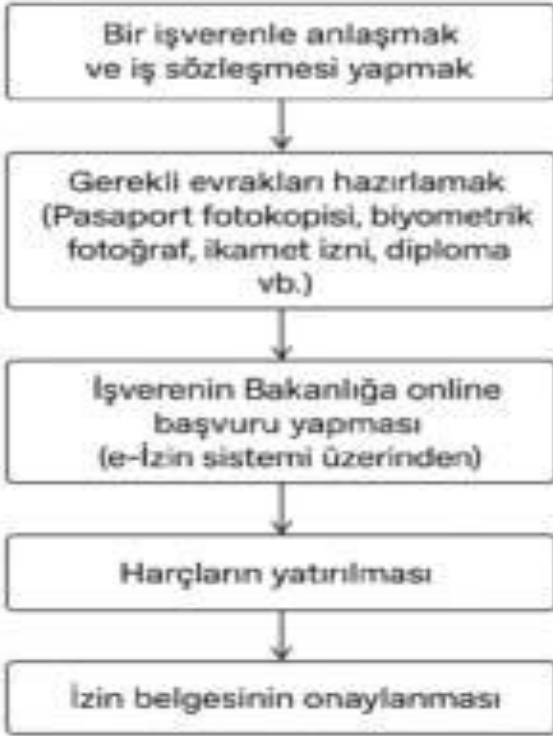 Bir işverenle anlaşmak
ve iş sözleşmesi yapmak
Gerekli evrakları hazırlamak
(Pasaport fotokopisi, biyometrik
fotoğraf, ikamet izni, diploma
vb.)
İşverenin Bakanlığa online
başvuru yapması
(e-İzin sistemi üzerinden)
Harçların yatırılması
İzin belgesinin onaylanması